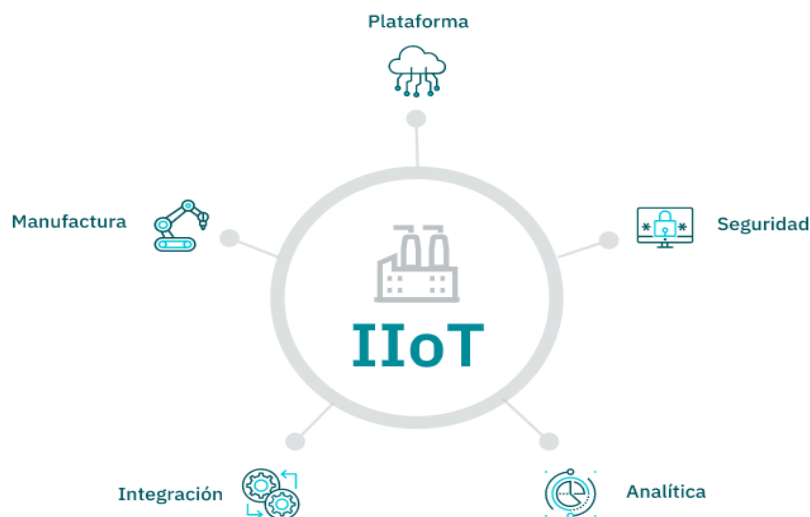 Plataforma
Manufactura
Seguridad
IIoT
Integración
Analítica